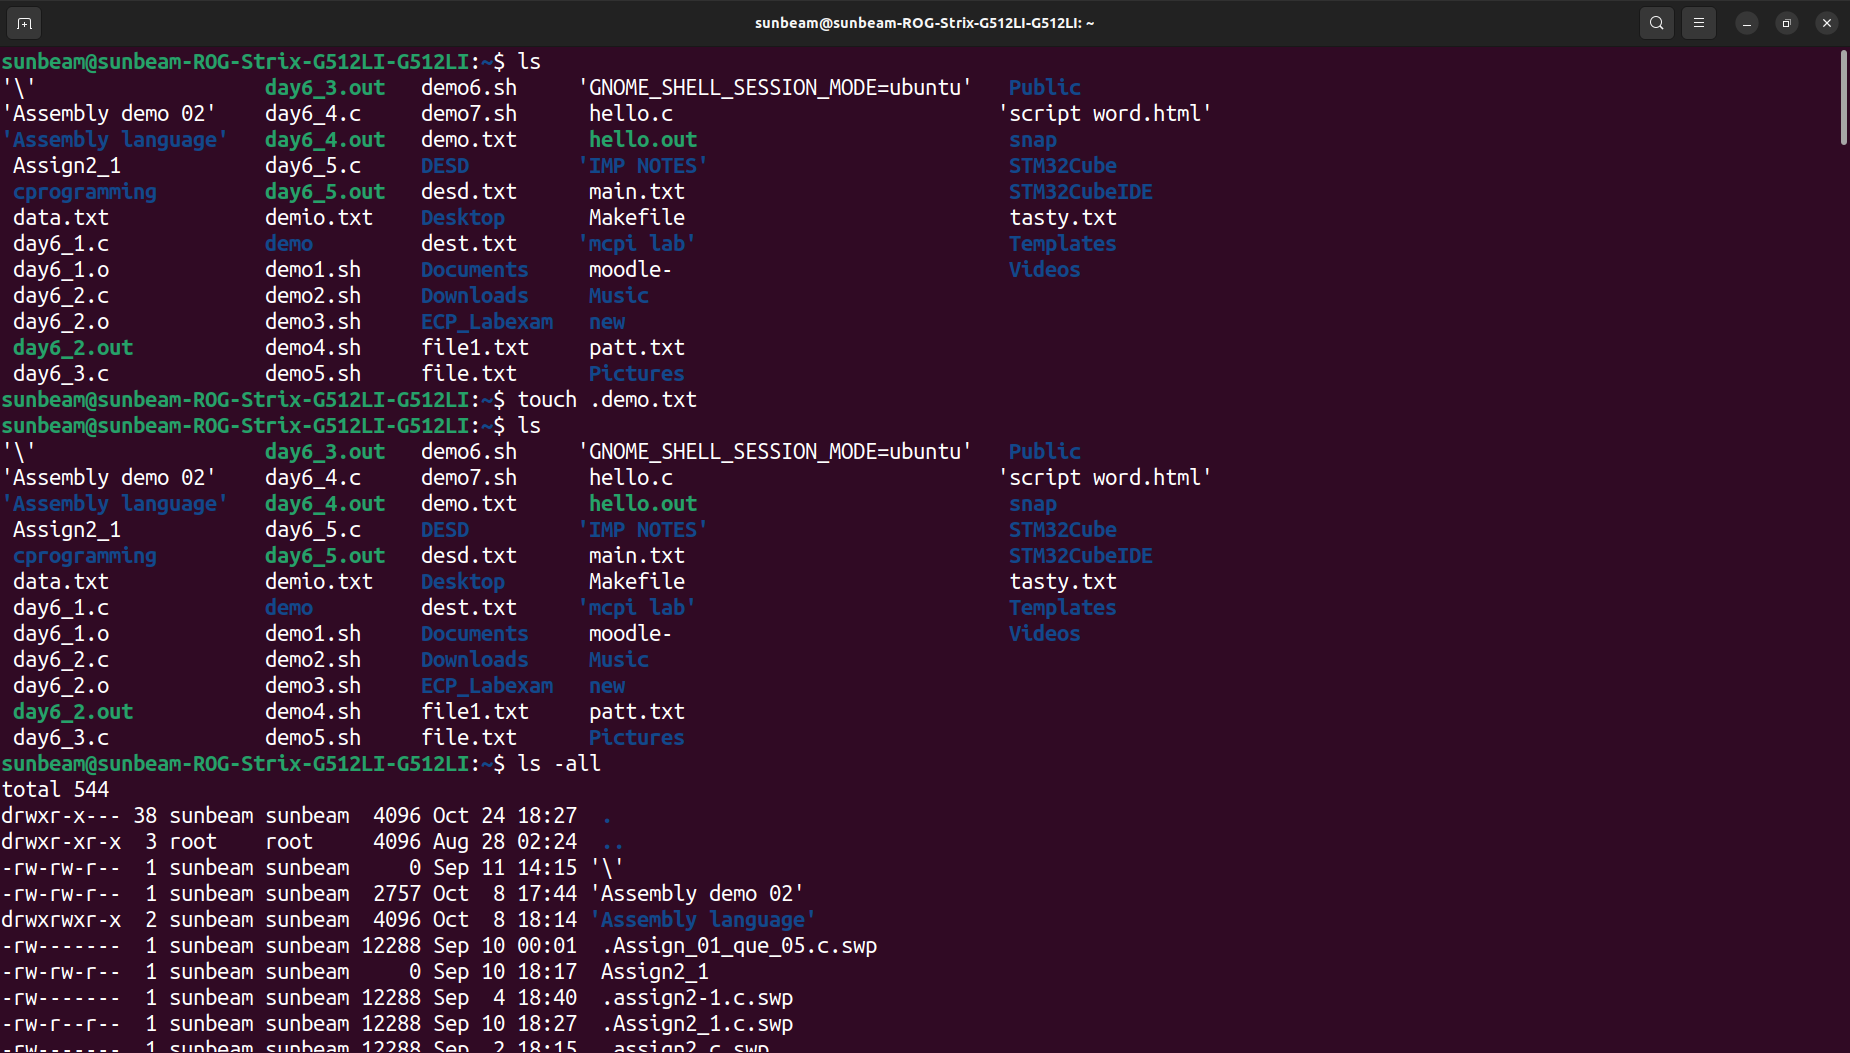 sunbeam@sunbeam-ROG-Strix-G512LI-G512LI: ~
sunbeam@sunbeam-ROG-Strix-G512LI-G512LI:~$ ls
'\' day6_3.out demo6.sh 'GNOME_SHELL_SESSION_MODE=ubuntu' Public
'Assembly demo 02' day6_4.c demo7.sh hello.c 'script word.html'
'Assembly language' day6_4.out demo.txt hello.out snap
Assign2_1 day6_5.c DESD 'IMP NOTES' STM32Cube
cprogramming day6_5.out desd.txt main.txt STM32CubeIDE
data.txt demio.txt Desktop Makefile tasty.txt
day6_1.c demo dest.txt 'mcpi lab' Templates
day6_1.o demo1.sh Documents moodle- Videos
day6_2.c demo2.sh Downloads Music
day6_2.o demo3.sh ECP_Labexam new
day6_2.out demo4.sh file1.txt patt.txt
day6_3.c demo5.sh file.txt Pictures
sunbeam@sunbeam-ROG-Strix-G512LI-G512LI:~$ touch .demo.txt
sunbeam@sunbeam-ROG-Strix-G512LI-G512LI:~$ ls
'\' day6_3.out demo6.sh 'GNOME_SHELL_SESSION_MODE=ubuntu' Public
'Assembly demo 02' day6_4.c demo7.sh hello.c 'script word.html'
'Assembly language' day6_4.out demo.txt hello.out snap
Assign2_1 day6_5.c DESD 'IMP NOTES' STM32Cube
cprogramming day6_5.out desd.txt main.txt STM32CubeIDE
data.txt demio.txt Desktop Makefile tasty.txt
day6_1.c demo dest.txt 'mcpi lab' Templates
day6_1.o demo1.sh Documents moodle- Videos
day6_2.c demo2.sh Downloads Music
day6_2.o demo3.sh ECP_Labexam new
day6_2.out demo4.sh file1.txt patt.txt
day6_3.c demo5.sh file.txt Pictures
sunbeam@sunbeam-ROG-Strix-G512LI-G512LI:~$ ls -all
total 544
drwxr-x--- 38 sunbeam sunbeam 4096 Oct 24 18:27 .
drwxr-xr-x 3 root root 4096 Aug 28 02:24 ..
-rw-rw-r-- 1 sunbeam sunbeam 0 Sep 11 14:15 '\'
-rw-rw-r-- 1 sunbeam sunbeam 2757 Oct 8 17:44 'Assembly demo 02'
drwxrwxr-x 2 sunbeam sunbeam 4096 Oct 8 18:14 'Assembly language'
-rw------- 1 sunbeam sunbeam 12288 Sep 10 00:01 .Assign_01_que_05.c.swp
-rw-rw-r-- 1 sunbeam sunbeam 0 Sep 10 18:17 Assign2_1
-rw------- 1 sunbeam sunbeam 12288 Sep 4 18:40 .assign2-1.c.swp
-rw-r--r-- 1 sunbeam sunbeam 12288 Sep 10 18:27 .Assign2_1.c.swp
-rw------- 1 sunbeam sunbeam 12288 Sep 2 18:15 .assign2.c.swp